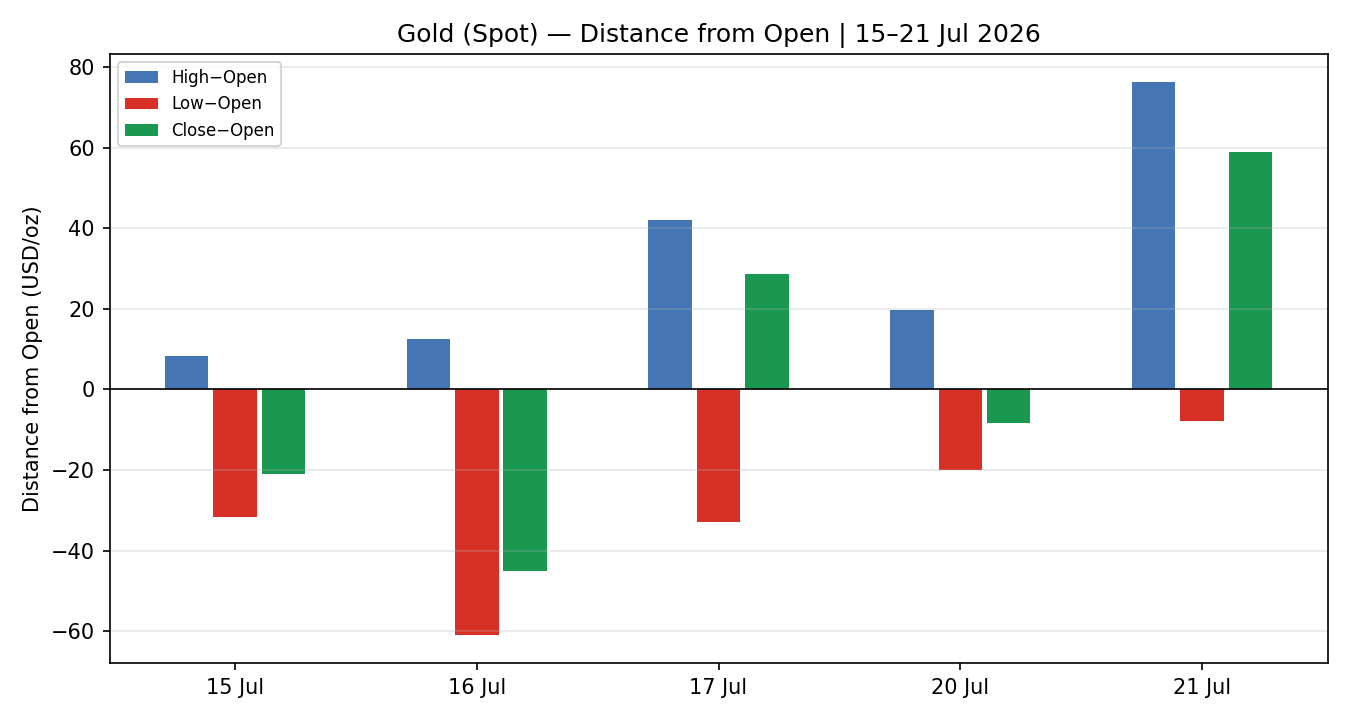 Gold (Spot) — Distance from Open | 15–21 Jul 2026
High−Open
Low−Open
Close−Open
Distance from Open (USD/oz)
80
60
40
20
0
−20
−40
−60
15 Jul
16 Jul
17 Jul
20 Jul
21 Jul